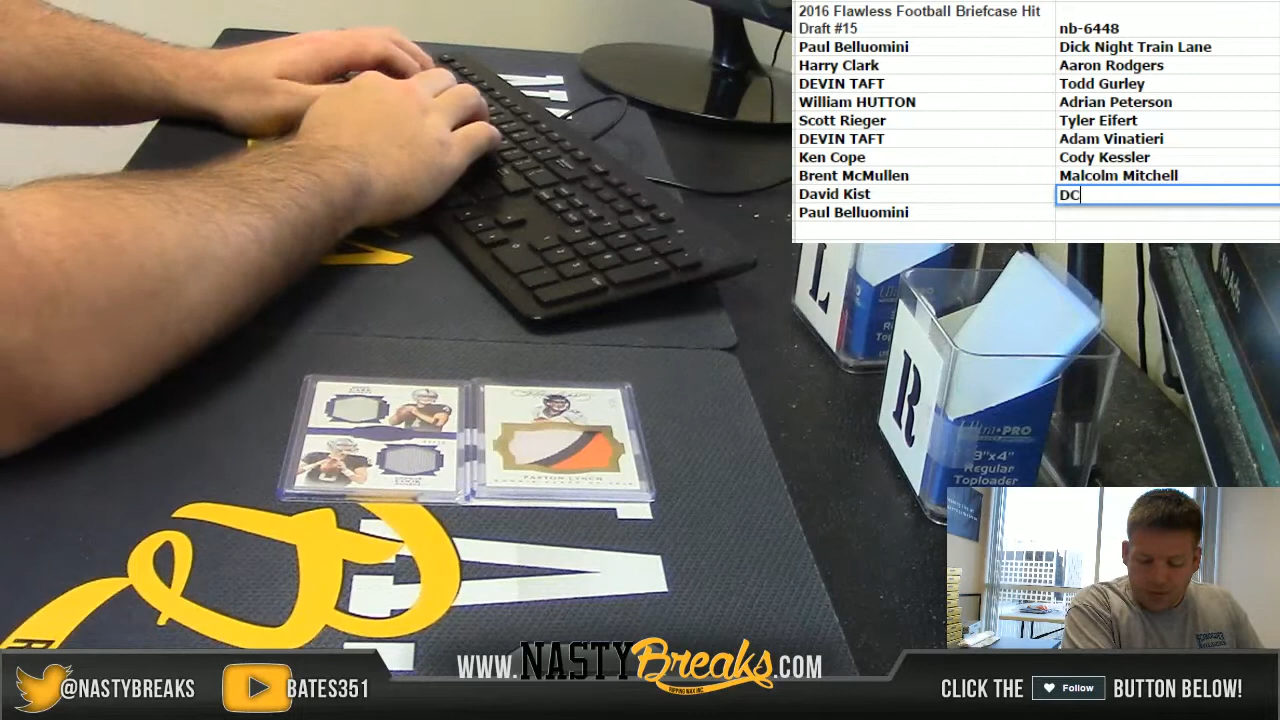 2016 Flawless Football Briefcase Hit
Draft #15 nb-6448
Paul Belluomini Dick Night Train Lane
Harry Clark Aaron Rodgers
DEVIN TAFT Todd Gurley
William HUTTON Adrian Peterson
Scott Rieger Tyler Eifert
DEVIN TAFT Adam Vinatieri
Ken Cope Cody Kessler
Brent McMullen Malcolm Mitchell
David Kist DC
Paul Belluomini
L
R
Ultra PRO
3"x4"
Regular
Toploader
PAXTON LYNCH
WWW.NASTYBreaks.COM
RIPPING WAX INC.
@NASTYBREAKS
BATES351
CLICK THE Follow BUTTON BELOW!